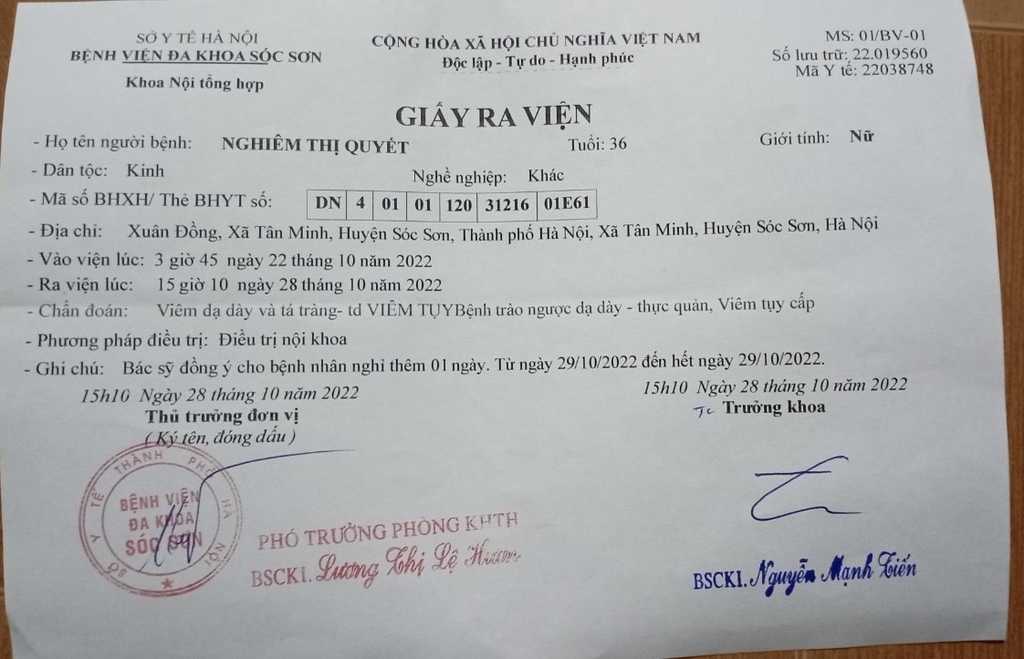 SỞ Y TẾ HÀ NỘI
BỆNH VIỆN ĐA KHOA SÓC SƠN
Khoa Nội tổng hợp
CỘNG HÒA XÃ HỘI CHỦ NGHĨA VIỆT NAM
Độc lập - Tự do - Hạnh phúc
MS: 01/BV-01
Số lưu trữ: 22.019560
Mã Y tế: 22038748
GIẤY RA VIỆN
- Họ tên người bệnh: NGHIÊM THỊ QUYẾT Tuổi: 36 Giới tính: Nữ
- Dân tộc: Kinh Nghề nghiệp: Khác
- Mã số BHXH/ Thẻ BHYT số: DN 4 01 01 120 31216 01E61
- Địa chỉ: Xuân Đồng, Xã Tân Minh, Huyện Sóc Sơn, Thành phố Hà Nội, Xã Tân Minh, Huyện Sóc Sơn, Hà Nội
- Vào viện lúc: 3 giờ 45 ngày 22 tháng 10 năm 2022
- Ra viện lúc: 15 giờ 10 ngày 28 tháng 10 năm 2022
- Chẩn đoán: Viêm dạ dày và tá tràng- td VIÊM TỤYBệnh trào ngược dạ dày - thực quản, Viêm tụy cấp
- Phương pháp điều trị: Điều trị nội khoa
- Ghi chú: Bác sỹ đồng ý cho bệnh nhân nghỉ thêm 01 ngày. Từ ngày 29/10/2022 đến hết ngày 29/10/2022.
15h10 Ngày 28 tháng 10 năm 2022
Thủ trưởng đơn vị
( Ký tên, đóng dấu )
15h10 Ngày 28 tháng 10 năm 2022
TC Trưởng khoa
SỞ Y TẾ THÀNH PHỐ HÀ NỘI
BỆNH VIỆN
ĐA KHOA
SÓC SƠN
PHÓ TRƯỞNG PHÒNG KHTH
BSCKI. Lương Thị Lệ
BSCKI. Nguyễn Mạnh Tiến